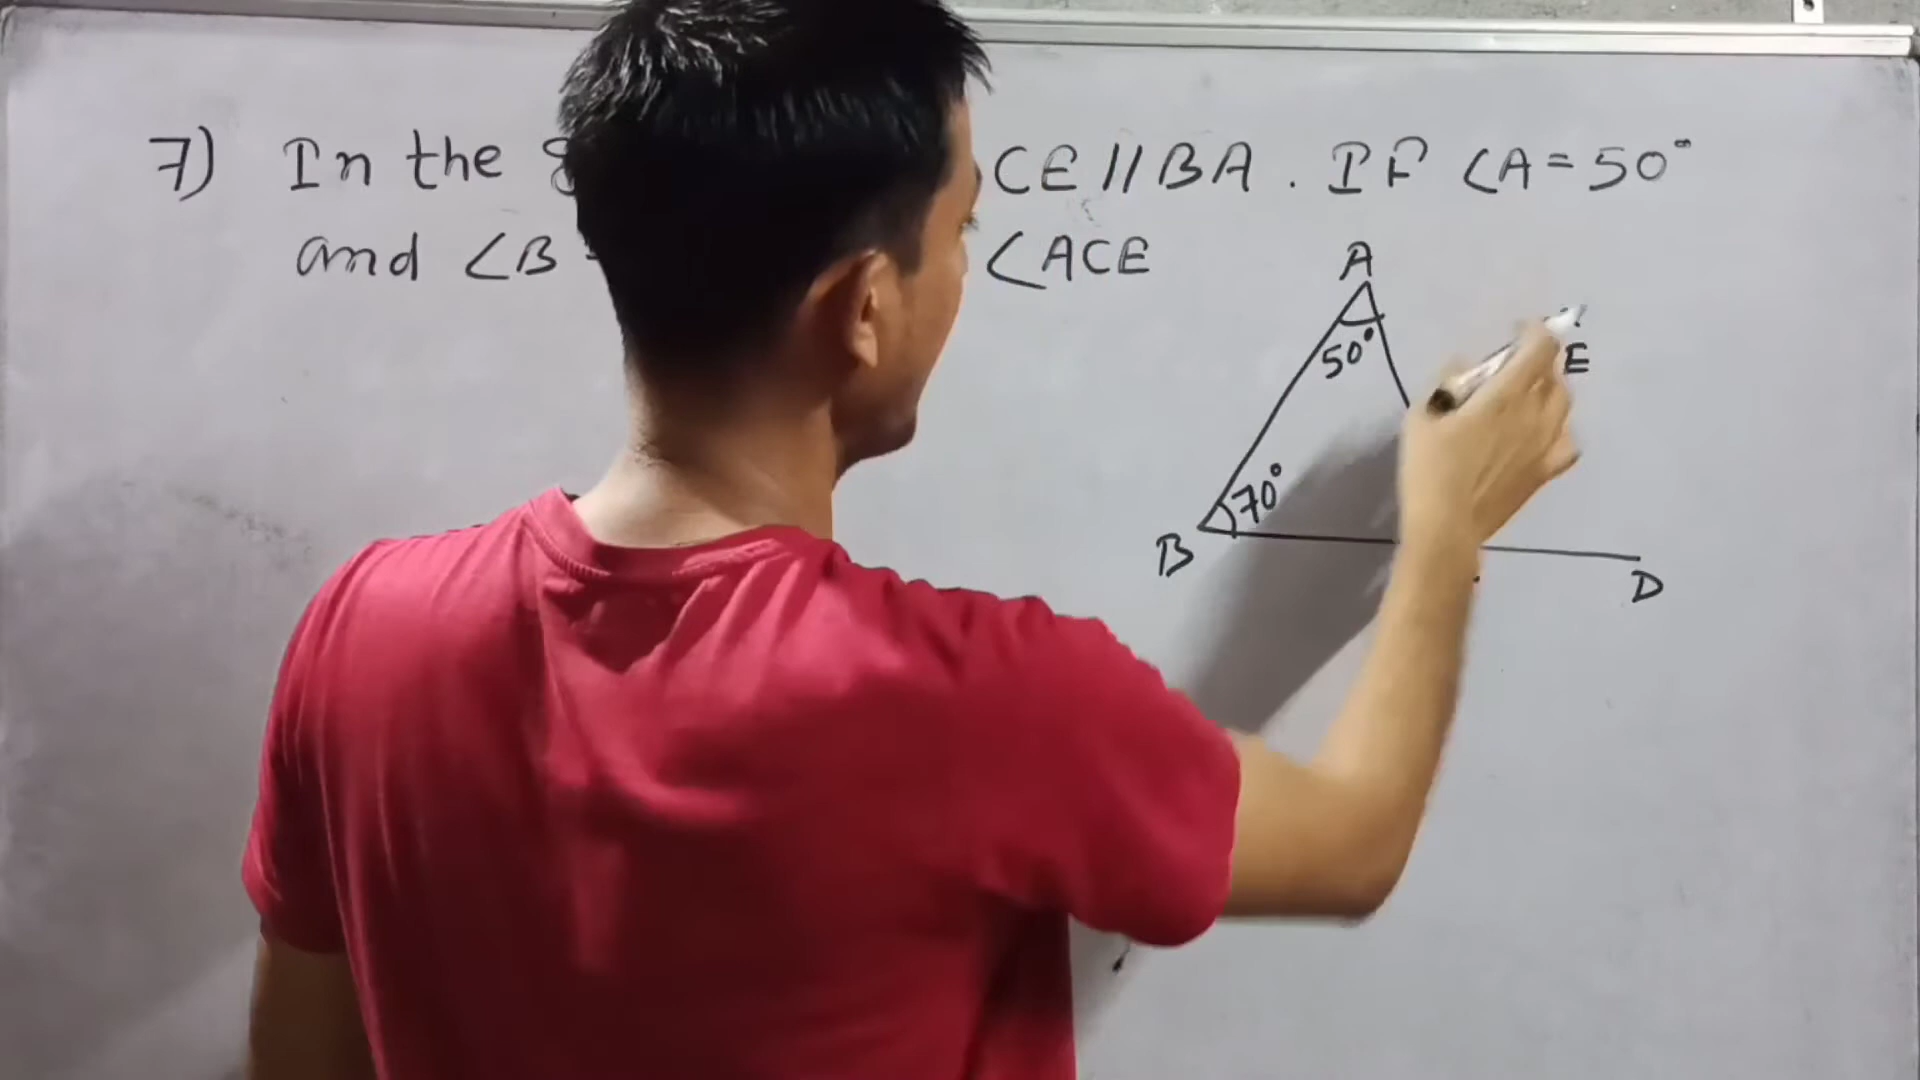 7) In the CE//BA. If ∠A=50°
and ∠B ∠ACE
A
50°
E
70°
B
D